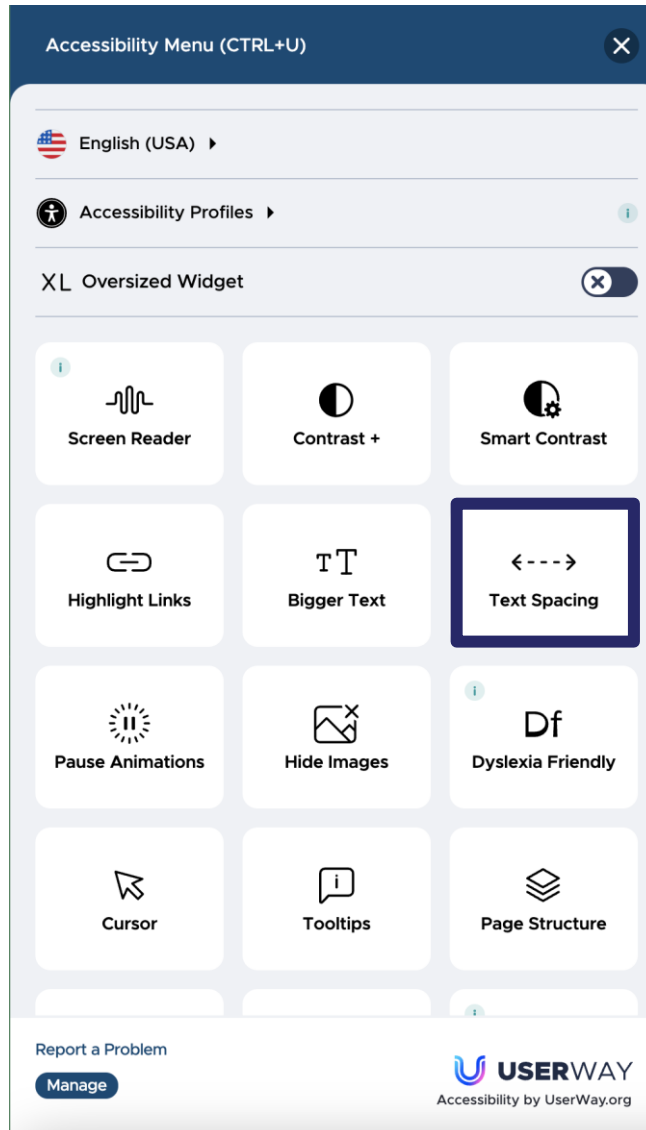 Accessibility Menu (CTRL+U)
English (USA)
Accessibility Profiles
i
XL Oversized Widget
i
Screen Reader
Contrast +
Smart Contrast
Highlight Links
TT
Bigger Text
Text Spacing
Pause Animations
Hide Images
i
Df
Dyslexia Friendly
Cursor
i
Tooltips
Page Structure
i
Report a Problem
Manage
USERWAY
Accessibility by UserWay.org